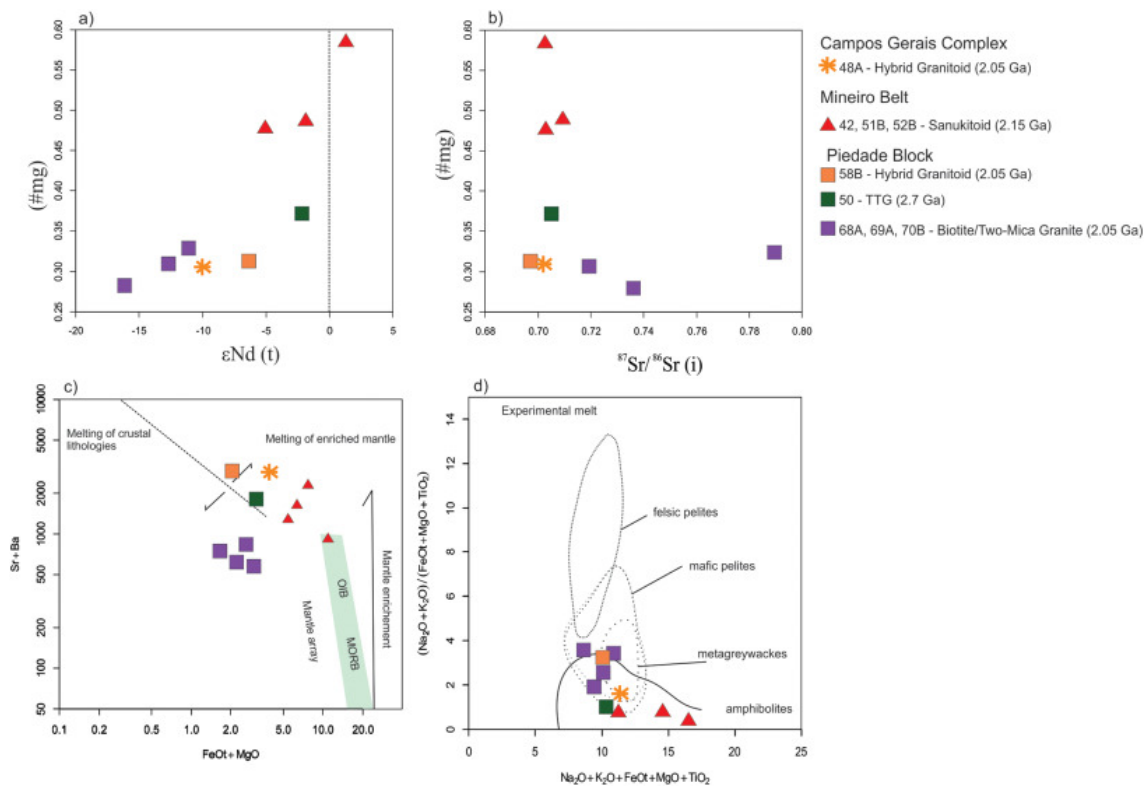 a)
0.60
0.55
0.50
0.45
0.40
0.35
0.30
0.25
(#mg)
-20
-15
-10
-5
0
5
εNd (t)
b)
0.60
0.55
0.50
0.45
0.40
0.35
0.30
0.25
(#mg)
0.68
0.70
0.72
0.74
0.76
0.78
0.80
⁸⁷Sr/⁸⁶Sr (i)
Campos Gerais Complex
48A - Hybrid Granitoid (2.05 Ga)
Mineiro Belt
42, 51B, 52B - Sanukitoid (2.15 Ga)
Piedade Block
58B - Hybrid Granitoid (2.05 Ga)
50 - TTG (2.7 Ga)
68A, 69A, 70B - Biotite/Two-Mica Granite (2.05 Ga)
c)
10000
5000
2000
1000
500
200
100
50
Sr+Ba
Melting of crustal
lithologies
Melting of enriched mantle
Mantle array
OIB
MORB
Mantle enrichement
0.1
0.2
0.5
1.0
2.0
5.0
10.0
20.0
FeOt+MgO
d)
Experimental melt
14
12
10
8
6
4
2
0
(Na₂O+K₂O)/(FeOt+MgO+TiO₂)
felsic pelites
mafic pelites
metagreywackes
amphibolites
0
5
10
15
20
25
Na₂O+K₂O+FeOt+MgO+TiO₂